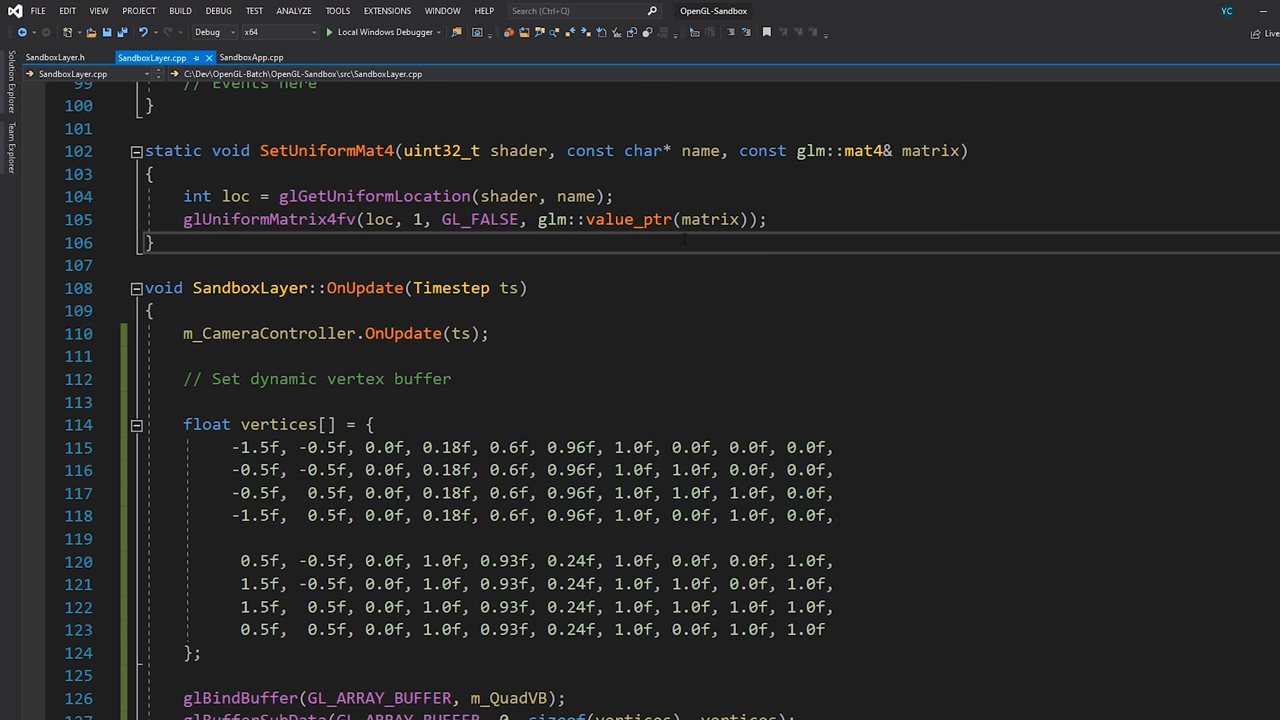 FILE EDIT VIEW PROJECT BUILD DEBUG TEST ANALYZE TOOLS EXTENSIONS WINDOW HELP Search (Ctrl+Q) OpenGL-Sandbox YC
Debug x64 Local Windows Debugger Live
SandboxLayer.h SandboxLayer.cpp SandboxApp.cpp
SandboxLayer.cpp C:\Dev\OpenGL-Batch\OpenGL-Sandbox\src\SandboxLayer.cpp
Solution Explorer
Team Explorer
99 // Events here
100 }
101
102 static void SetUniformMat4(uint32_t shader, const char* name, const glm::mat4& matrix)
103 {
104 int loc = glGetUniformLocation(shader, name);
105 glUniformMatrix4fv(loc, 1, GL_FALSE, glm::value_ptr(matrix));
106 }
107
108 void SandboxLayer::OnUpdate(Timestep ts)
109 {
110 m_CameraController.OnUpdate(ts);
111
112 // Set dynamic vertex buffer
113
114 float vertices[] = {
115 -1.5f, -0.5f, 0.0f, 0.18f, 0.6f, 0.96f, 1.0f, 0.0f, 0.0f, 0.0f,
116 -0.5f, -0.5f, 0.0f, 0.18f, 0.6f, 0.96f, 1.0f, 1.0f, 0.0f, 0.0f,
117 -0.5f, 0.5f, 0.0f, 0.18f, 0.6f, 0.96f, 1.0f, 1.0f, 1.0f, 0.0f,
118 -1.5f, 0.5f, 0.0f, 0.18f, 0.6f, 0.96f, 1.0f, 0.0f, 1.0f, 0.0f,
119
120 0.5f, -0.5f, 0.0f, 1.0f, 0.93f, 0.24f, 1.0f, 0.0f, 0.0f, 1.0f,
121 1.5f, -0.5f, 0.0f, 1.0f, 0.93f, 0.24f, 1.0f, 1.0f, 0.0f, 1.0f,
122 1.5f, 0.5f, 0.0f, 1.0f, 0.93f, 0.24f, 1.0f, 1.0f, 1.0f, 1.0f,
123 0.5f, 0.5f, 0.0f, 1.0f, 0.93f, 0.24f, 1.0f, 0.0f, 1.0f, 1.0f
124 };
125
126 glBindBuffer(GL_ARRAY_BUFFER, m_QuadVB);
127 glBufferSubData(GL_ARRAY_BUFFER, 0, sizeof(vertices), vertices);